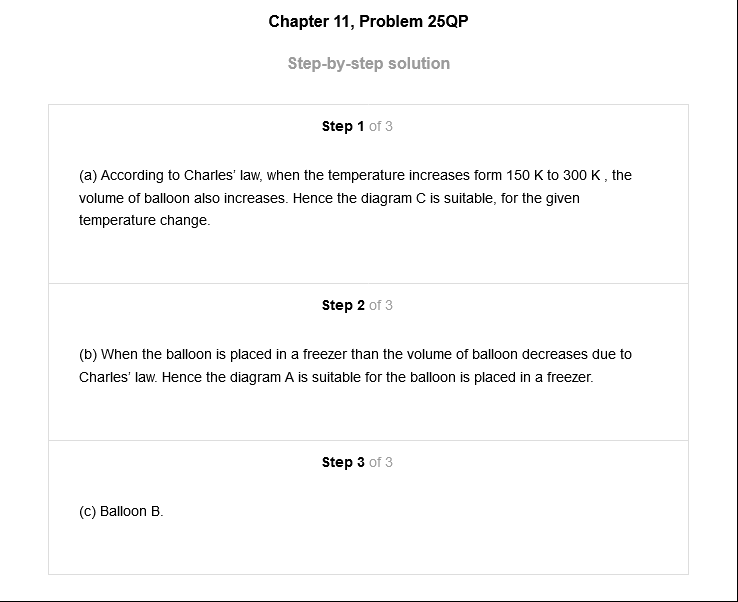 Chapter 11, Problem 25QP
Step-by-step solution
Step 1 of 3
(a) According to Charles' law, when the temperature increases form 150 K to 300 K , the
volume of balloon also increases. Hence the diagram C is suitable, for the given
temperature change.
Step 2 of 3
(b) When the balloon is placed in a freezer than the volume of balloon decreases due to
Charles' law. Hence the diagram A is suitable for the balloon is placed in a freezer.
Step 3 of 3
(c) Balloon B.